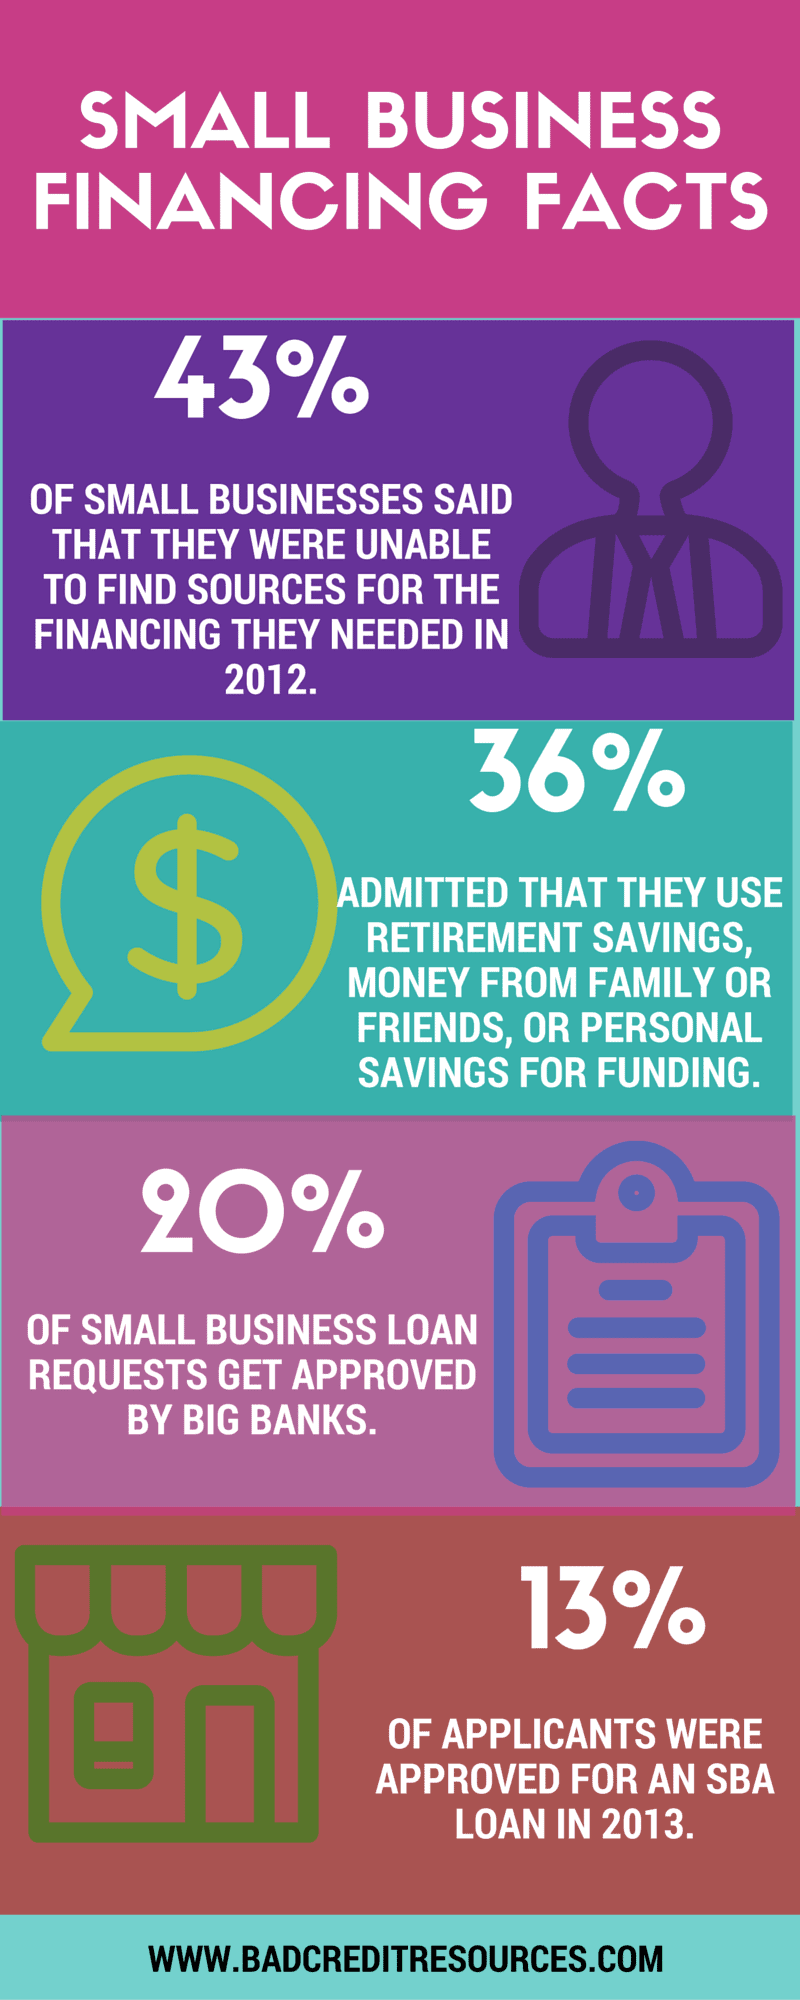 SMALL BUSINESS
FINANCING FACTS
43%
OF SMALL BUSINESSES SAID
THAT THEY WERE UNABLE
TO FIND SOURCES FOR THE
FINANCING THEY NEEDED IN
2012.
36%
ADMITTED THAT THEY USE
RETIREMENT SAVINGS,
MONEY FROM FAMILY OR
FRIENDS, OR PERSONAL
SAVINGS FOR FUNDING.
20%
OF SMALL BUSINESS LOAN
REQUESTS GET APPROVED
BY BIG BANKS.
13%
OF APPLICANTS WERE
APPROVED FOR AN SBA
LOAN IN 2013.
WWW.BADCREDITRESOURCES.COM